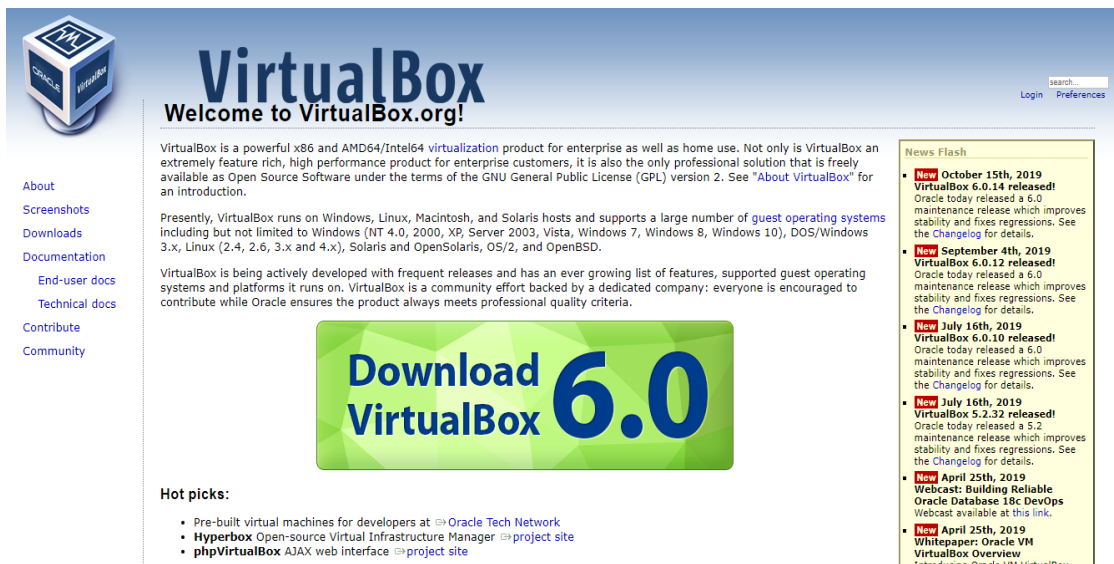 ORACLE
VirtualBox
VirtualBox
search...
Login Preferences
Welcome to VirtualBox.org!
About
Screenshots
Downloads
Documentation
End-user docs
Technical docs
Contribute
Community
VirtualBox is a powerful x86 and AMD64/Intel64 virtualization product for enterprise as well as home use. Not only is VirtualBox an
extremely feature rich, high performance product for enterprise customers, it is also the only professional solution that is freely
available as Open Source Software under the terms of the GNU General Public License (GPL) version 2. See "About VirtualBox" for
an introduction.
Presently, VirtualBox runs on Windows, Linux, Macintosh, and Solaris hosts and supports a large number of guest operating systems
including but not limited to Windows (NT 4.0, 2000, XP, Server 2003, Vista, Windows 7, Windows 8, Windows 10), DOS/Windows
3.x, Linux (2.4, 2.6, 3.x and 4.x), Solaris and OpenSolaris, OS/2, and OpenBSD.
VirtualBox is being actively developed with frequent releases and has an ever growing list of features, supported guest operating
systems and platforms it runs on. VirtualBox is a community effort backed by a dedicated company: everyone is encouraged to
contribute while Oracle ensures the product always meets professional quality criteria.
Download
VirtualBox 6.0
Hot picks:
Pre-built virtual machines for developers at Oracle Tech Network
Hyperbox Open-source Virtual Infrastructure Manager project site
phpVirtualBox AJAX web interface project site
News Flash
New October 15th, 2019
VirtualBox 6.0.14 released!
Oracle today released a 6.0
maintenance release which improves
stability and fixes regressions. See
the Changelog for details.
New September 4th, 2019
VirtualBox 6.0.12 released!
Oracle today released a 6.0
maintenance release which improves
stability and fixes regressions. See
the Changelog for details.
New July 16th, 2019
VirtualBox 6.0.10 released!
Oracle today released a 6.0
maintenance release which improves
stability and fixes regressions. See
the Changelog for details.
New July 16th, 2019
VirtualBox 5.2.32 released!
Oracle today released a 5.2
maintenance release which improves
stability and fixes regressions. See
the Changelog for details.
New April 25th, 2019
Webcast: Building Reliable
Oracle Database 18c DevOps
Webcast available at this link.
New April 25th, 2019
Whitepaper: Oracle VM
VirtualBox Overview
Introducing Oracle VM VirtualBox